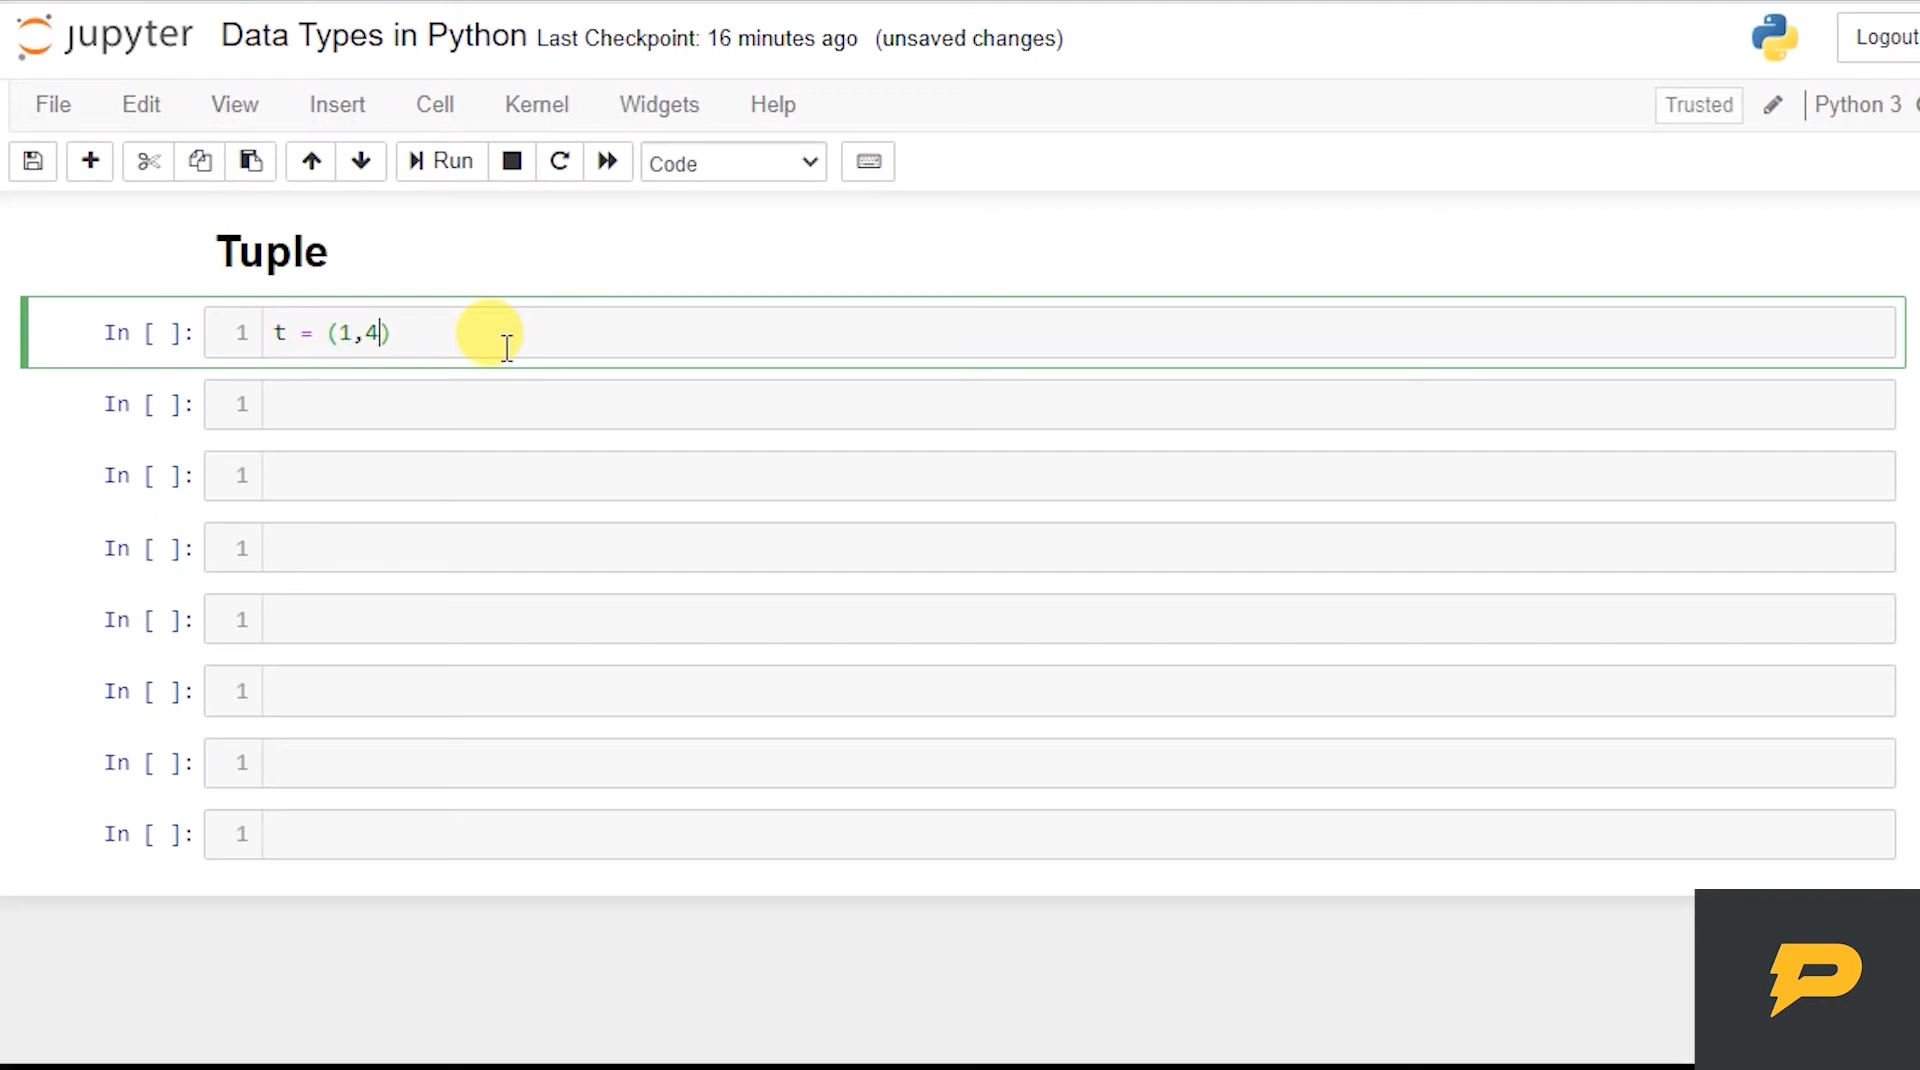 jupyter Data Types in Python Last Checkpoint: 16 minutes ago (unsaved changes) Logout
File Edit View Insert Cell Kernel Widgets Help Trusted Python 3
Run Code
Tuple
In [ ]: 1 t = (1,4)
In [ ]: 1
In [ ]: 1
In [ ]: 1
In [ ]: 1
In [ ]: 1
In [ ]: 1
In [ ]: 1